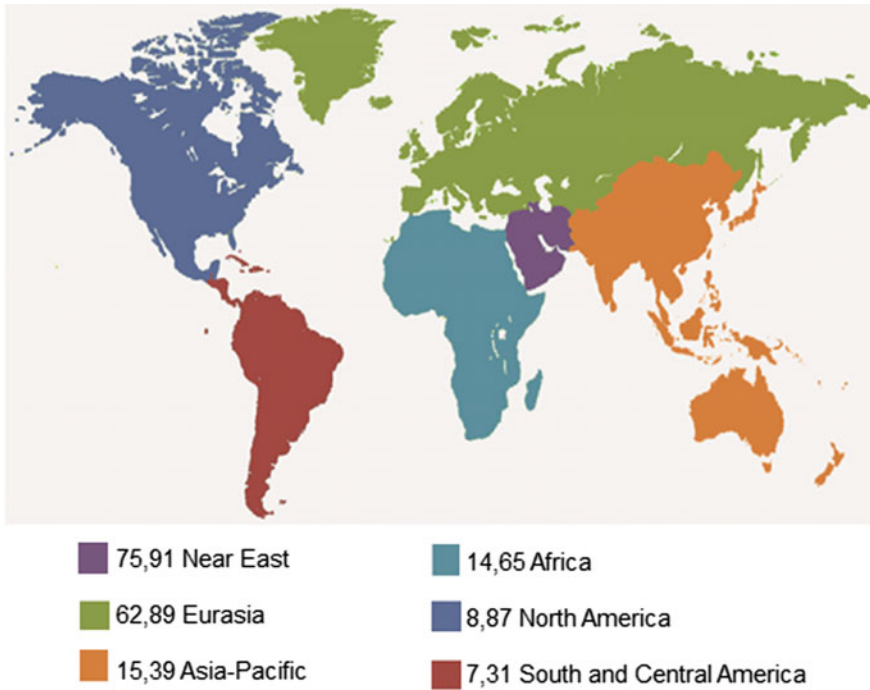 75,91 Near East
62,89 Eurasia
15,39 Asia-Pacific
14,65 Africa
8,87 North America
7,31 South and Central America